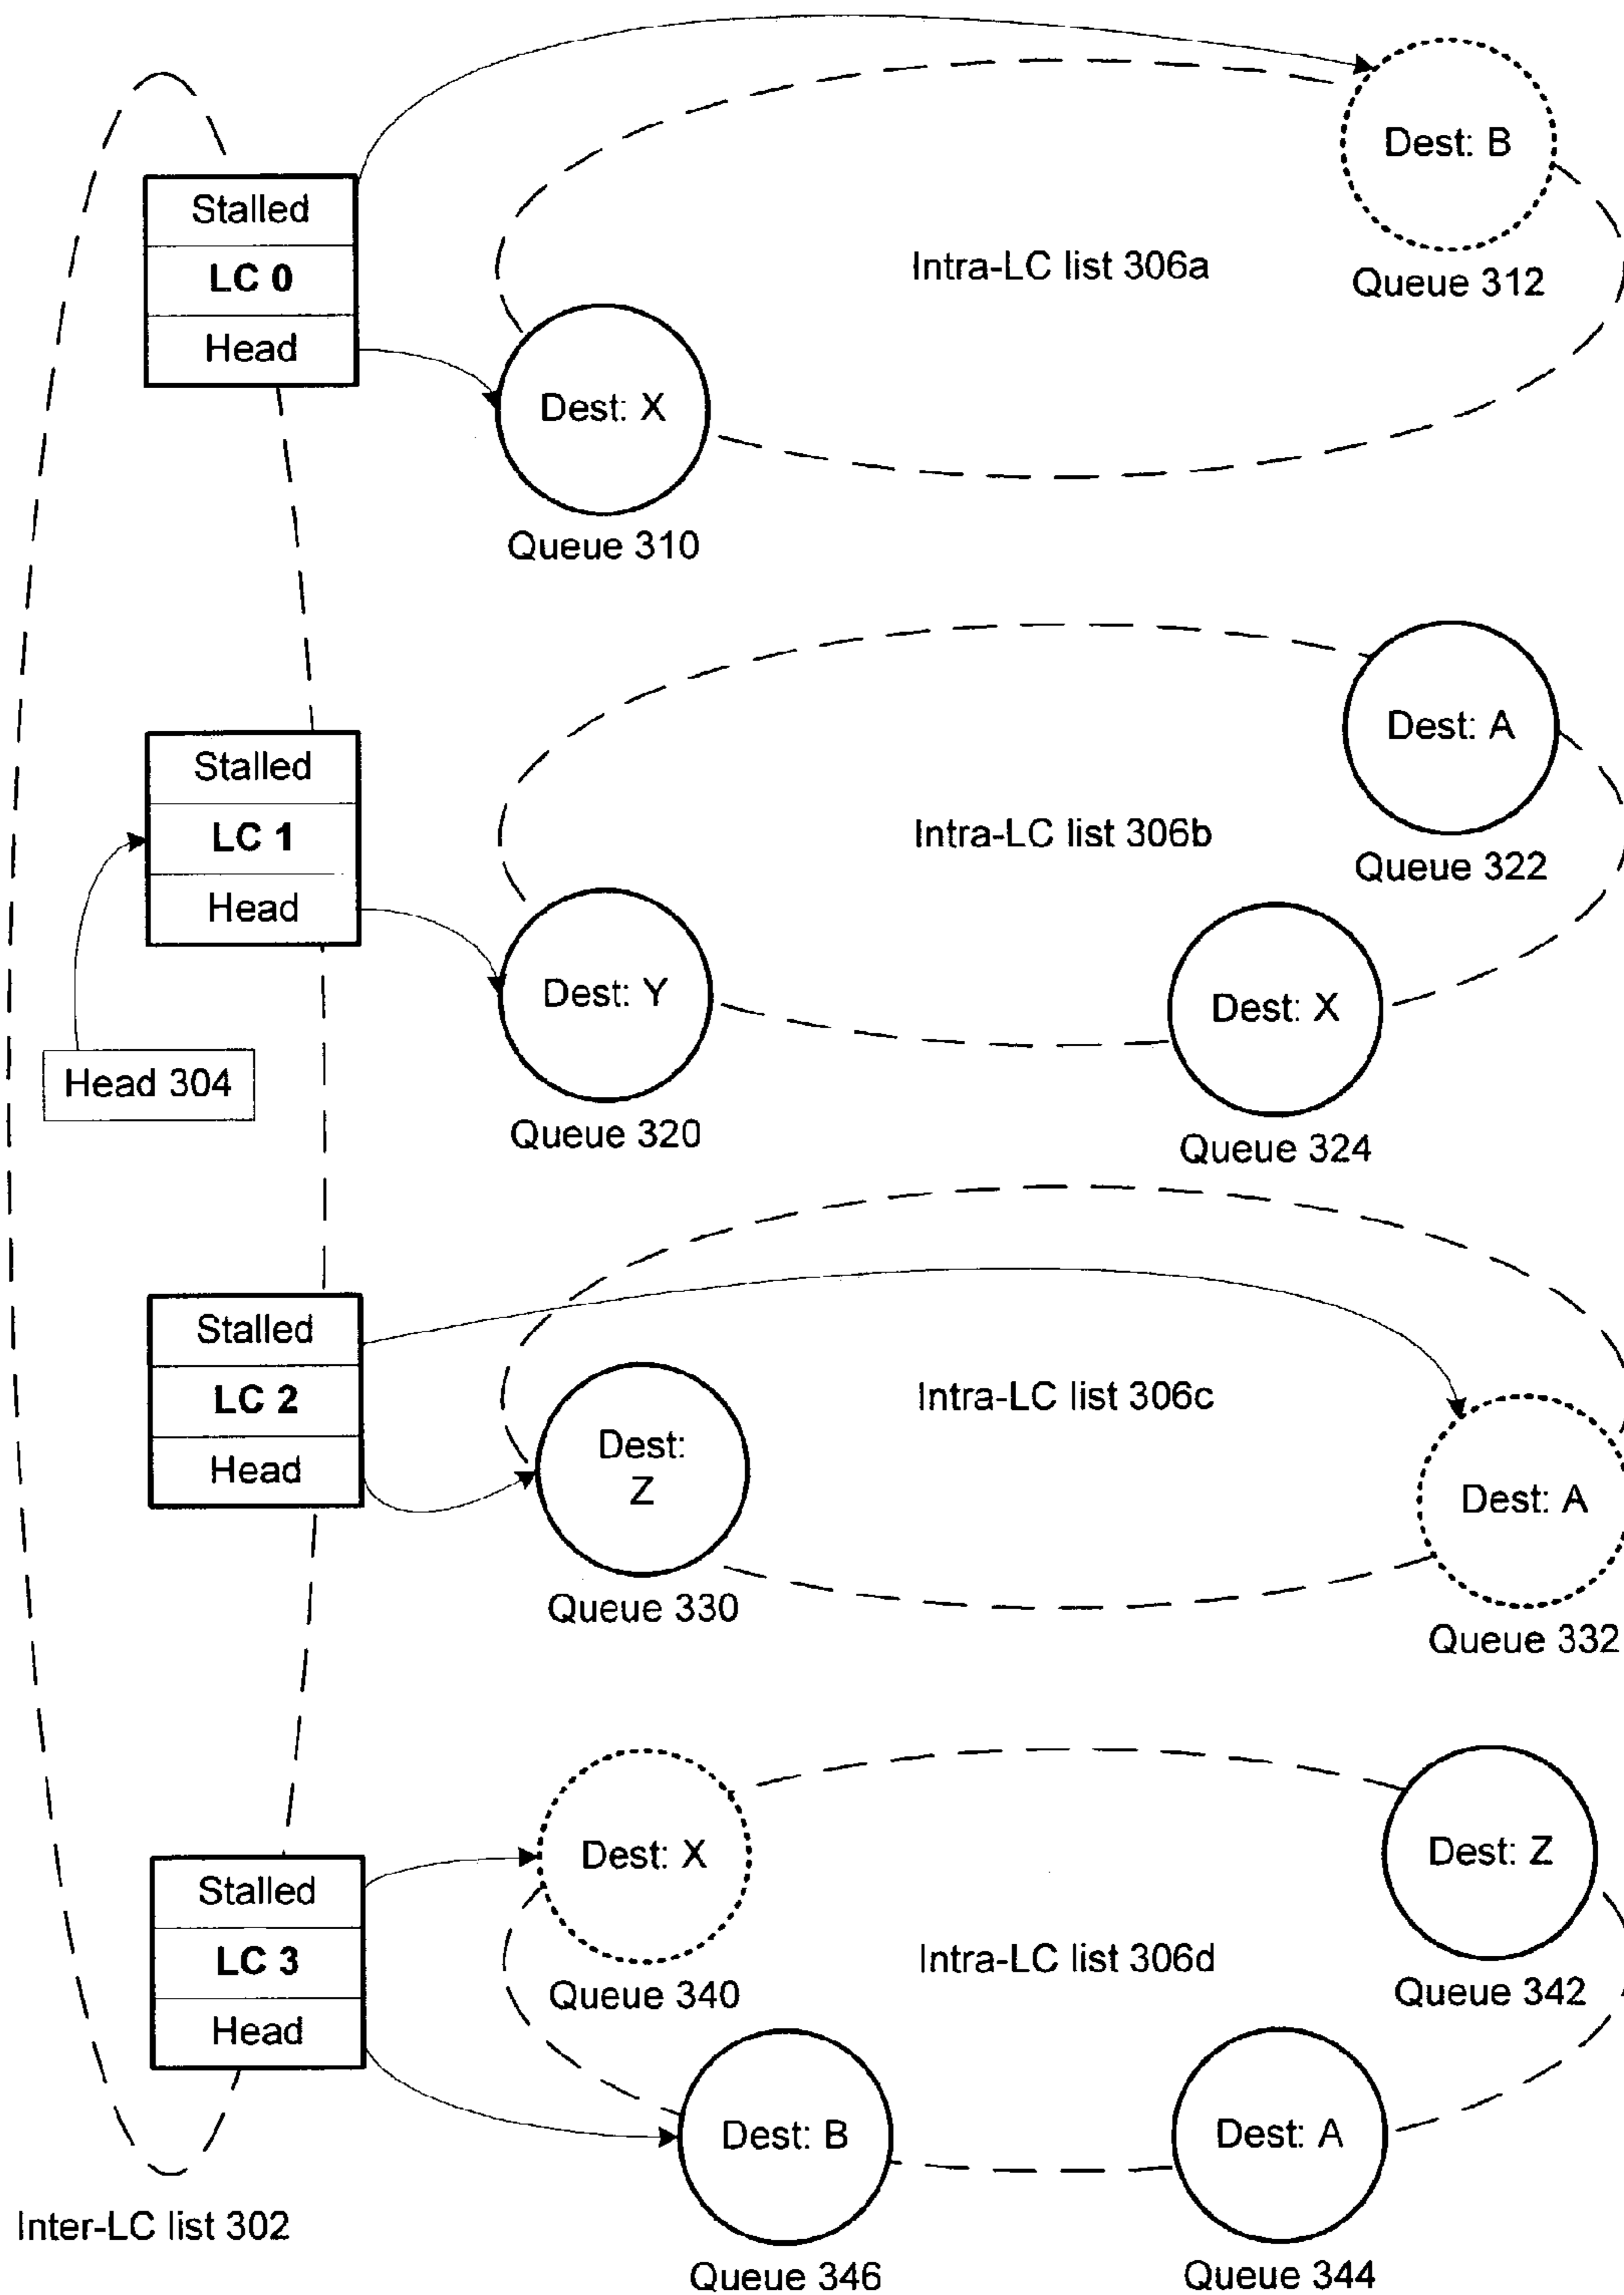 Dest: B
Stalled
LC 0
Head
Intra-LC list 306a
Queue 312
Dest: X
Queue 310
Stalled
LC 1
Head
Dest: A
Intra-LC list 306b
Queue 322
Dest: Y
Dest: X
Head 304
Queue 320
Queue 324
Stalled
LC 2
Head
Intra-LC list 306c
Dest:
Z
Dest: A
Queue 330
Queue 332
Stalled
LC 3
Head
Dest: X
Dest: Z
Intra-LC list 306d
Queue 340
Queue 342
Dest: B
Dest: A
Inter-LC list 302
Queue 346
Queue 344